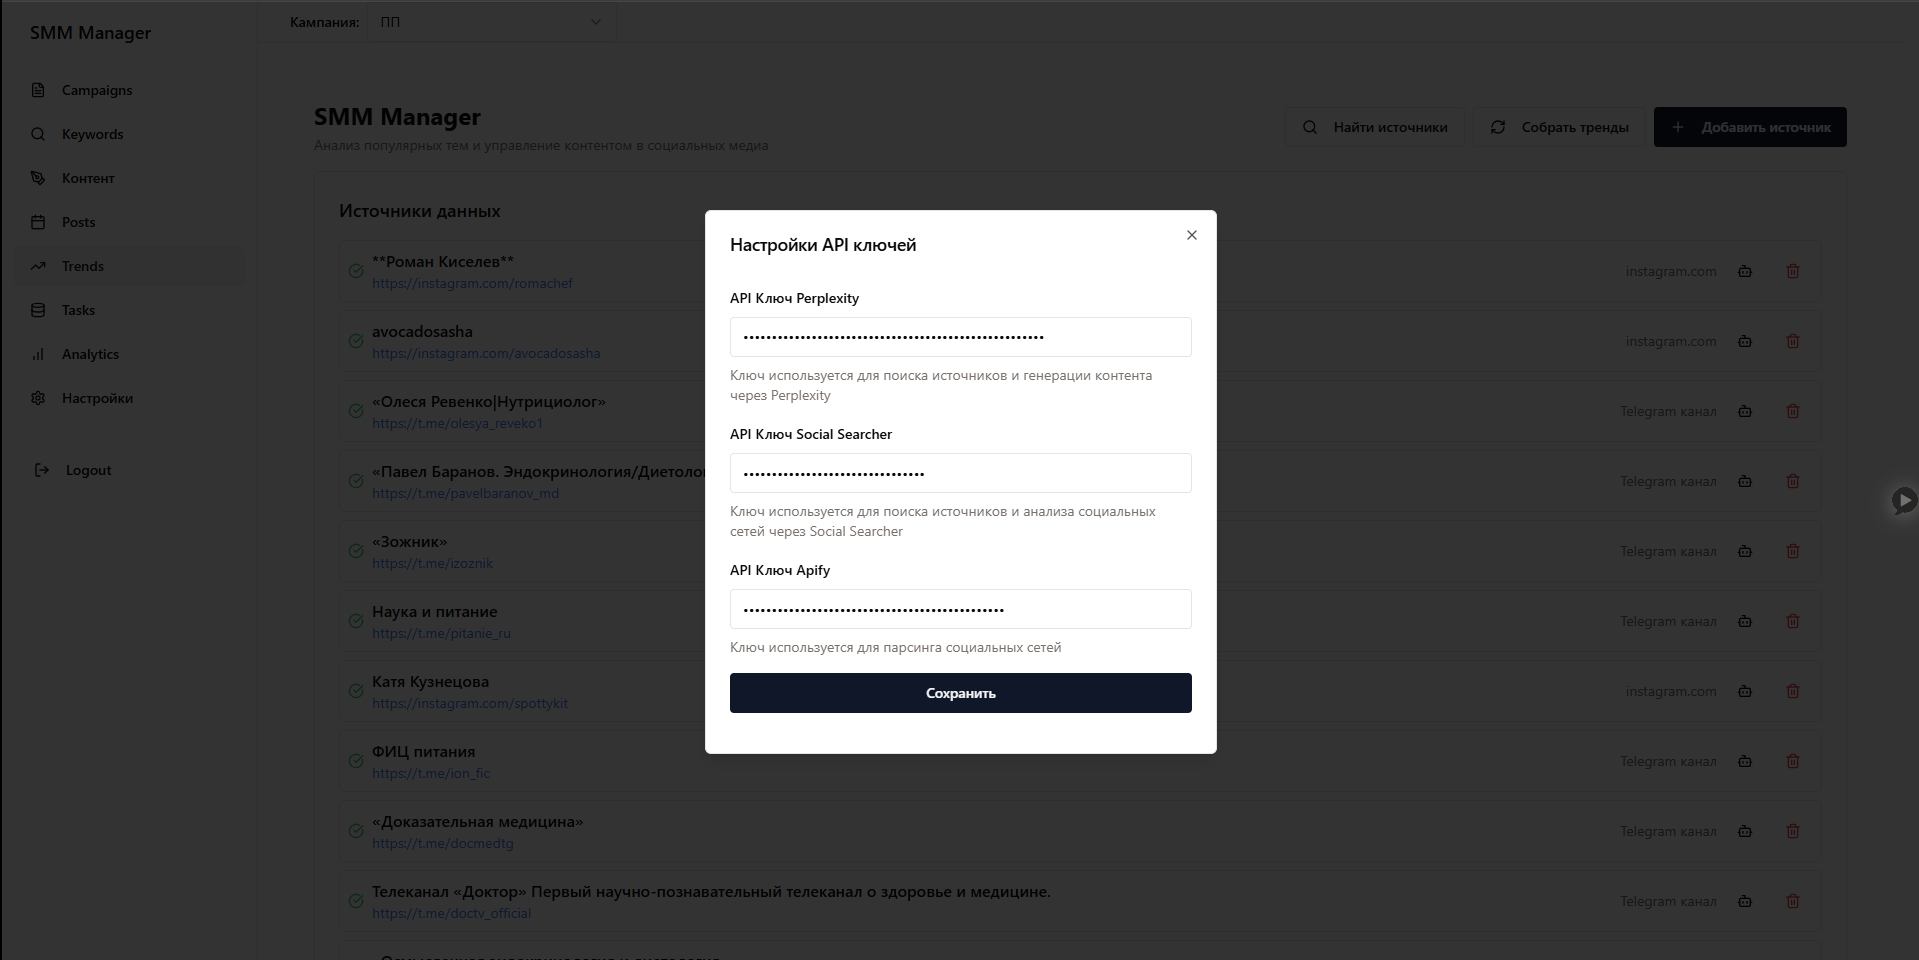 SMM Manager
Campaigns
Keywords
Контент
Posts
Trends
Tasks
Analytics
Настройки
Logout
Кампания:
ПП
SMM Manager
Анализ популярных тем и управление контентом в социальных медиа
Найти источники
Собрать тренды
Добавить источник
Источники данных
**Роман Киселев**
https://instagram.com/romachef
instagram.com
avocadosasha
https://instagram.com/avocadosasha
instagram.com
«Олеся Ревенко|Нутрициолог»
https://t.me/olesya_reveko1
Telegram канал
«Павел Баранов. Эндокринология/Диетолог
https://t.me/pavelbaranov_md
Telegram канал
«Зожник»
https://t.me/izoznik
Telegram канал
Наука и питание
https://t.me/pitanie_ru
Telegram канал
Катя Кузнецова
https://instagram.com/spottykit
instagram.com
ФИЦ питания
https://t.me/ion_fic
Telegram канал
«Доказательная медицина»
https://t.me/docmedtg
Telegram канал
Телеканал «Доктор» Первый научно-познавательный телеканал о здоровье и медицине.
https://t.me/doctv_official
Telegram канал
Настройки API ключей
API Ключ Perplexity
Ключ используется для поиска источников и генерации контента
через Perplexity
API Ключ Social Searcher
Ключ используется для поиска источников и анализа социальных
сетей через Social Searcher
API Ключ Apify
Ключ используется для парсинга социальных сетей
Сохранить